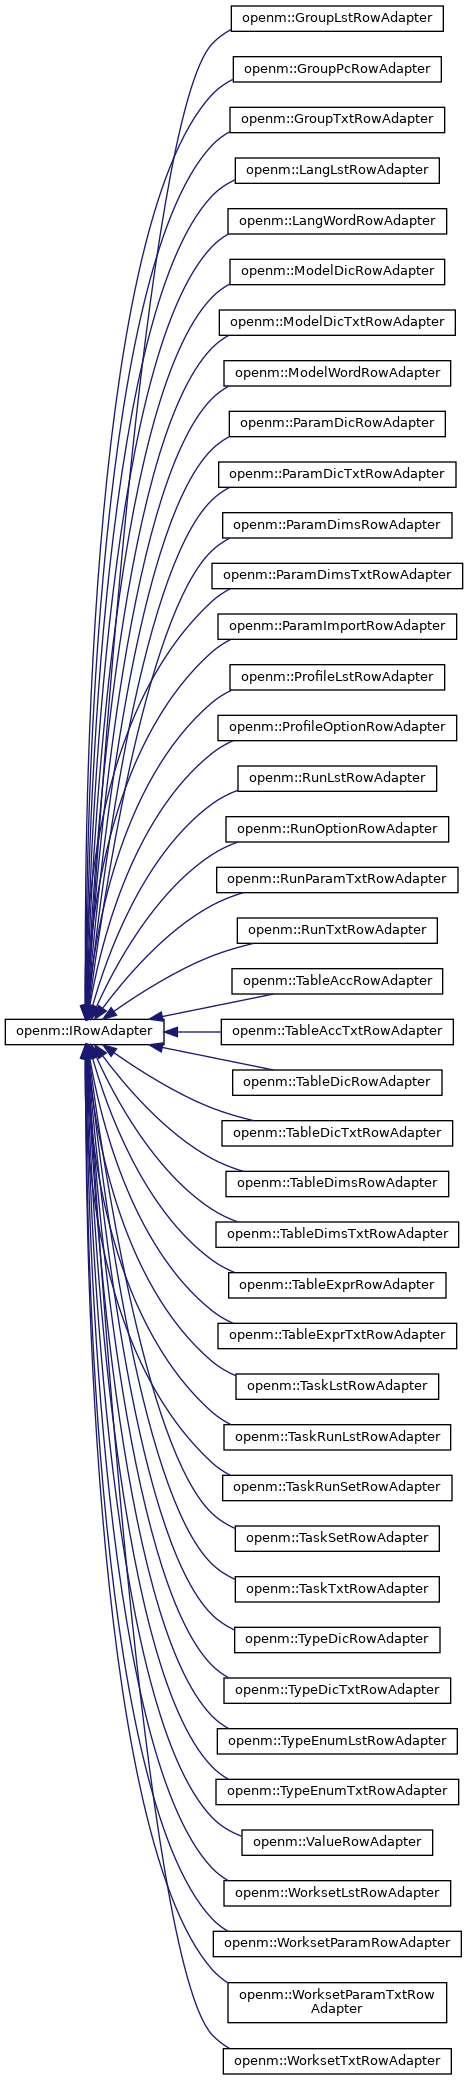 openm::GroupLstRowAdapter
openm::GroupPcRowAdapter
openm::GroupTxtRowAdapter
openm::LangLstRowAdapter
openm::LangWordRowAdapter
openm::ModelDicRowAdapter
openm::ModelDicTxtRowAdapter
openm::ModelWordRowAdapter
openm::ParamDicRowAdapter
openm::ParamDicTxtRowAdapter
openm::ParamDimsRowAdapter
openm::ParamDimsTxtRowAdapter
openm::ParamImportRowAdapter
openm::ProfileLstRowAdapter
openm::ProfileOptionRowAdapter
openm::RunLstRowAdapter
openm::RunOptionRowAdapter
openm::RunParamTxtRowAdapter
openm::RunTxtRowAdapter
openm::TableAccRowAdapter
openm::IRowAdapter
openm::TableAccTxtRowAdapter
openm::TableDicRowAdapter
openm::TableDicTxtRowAdapter
openm::TableDimsRowAdapter
openm::TableDimsTxtRowAdapter
openm::TableExprRowAdapter
openm::TableExprTxtRowAdapter
openm::TaskLstRowAdapter
openm::TaskRunLstRowAdapter
openm::TaskRunSetRowAdapter
openm::TaskSetRowAdapter
openm::TaskTxtRowAdapter
openm::TypeDicRowAdapter
openm::TypeDicTxtRowAdapter
openm::TypeEnumLstRowAdapter
openm::TypeEnumTxtRowAdapter
openm::ValueRowAdapter
openm::WorksetLstRowAdapter
openm::WorksetParamRowAdapter
openm::WorksetParamTxtRow
Adapter
openm::WorksetTxtRowAdapter